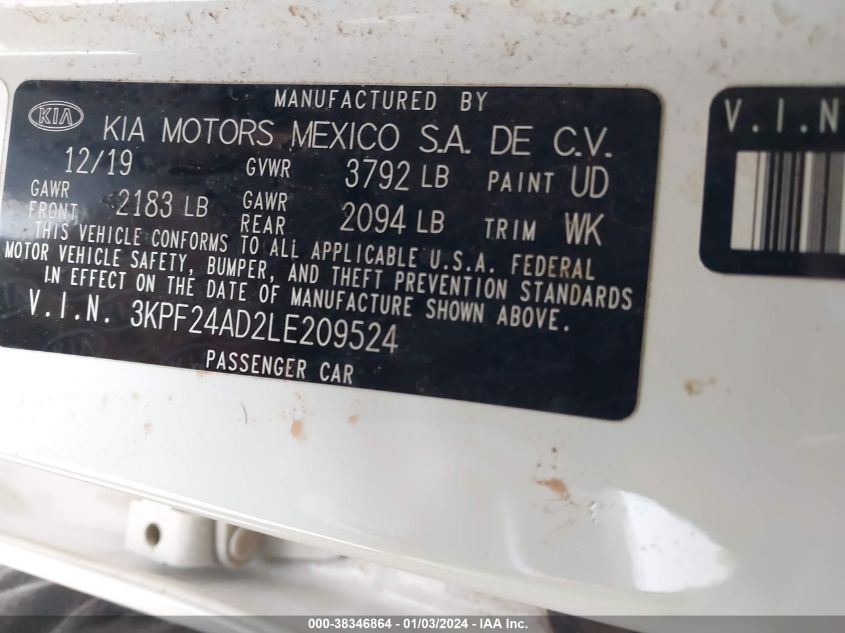 KIA
MANUFACTURED BY
KIA MOTORS MEXICO S.A. DE C.V.
12/19 GVWR 3792 LB PAINT UD
GAWR FRONT 2183 LB GAWR REAR 2094 LB TRIM WK
THIS VEHICLE CONFORMS TO ALL APPLICABLE U.S.A. FEDERAL
MOTOR VEHICLE SAFETY, BUMPER, AND THEFT PREVENTION STANDARDS
IN EFFECT ON THE DATE OF MANUFACTURE SHOWN ABOVE.
V.I.N. 3KPF24AD2LE209524
PASSENGER CAR
V.I.N
000-38346864 - 01/03/2024 - IAA Inc.